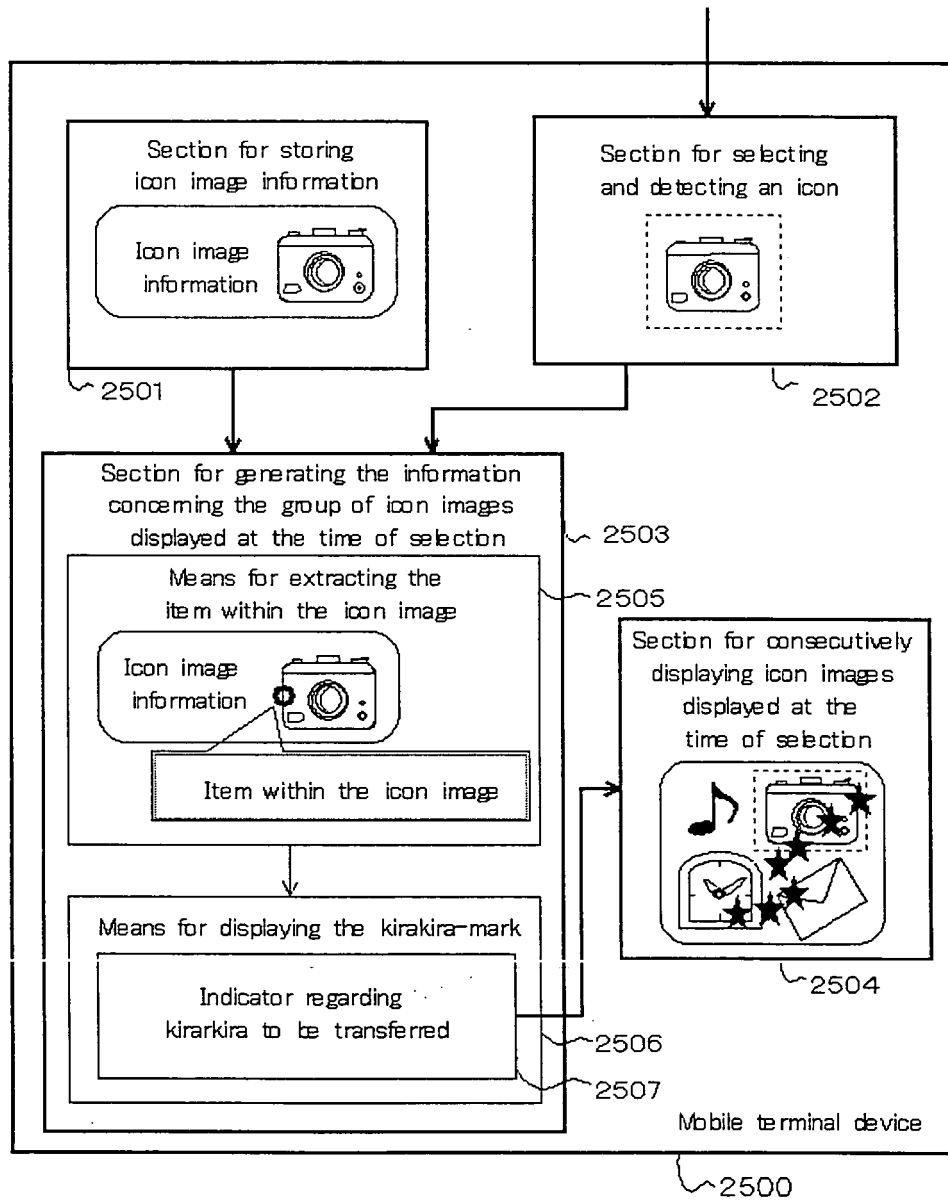 Section for storing
icon image information
Icon image
information
2501
Section for selecting
and detecting an icon
2502
Section for generating the information
concerning the group of icon images
displayed at the time of selection
2503
Means for extracting the
item within the icon image
2505
Icon image
information
Item within the icon image
Section for consecutively
displaying icon images
displayed at the
time of selection
2504
Means for displaying the kirakira-mark
Indicator regarding
kirarkira to be transferred
2506
2507
Mobile terminal device
2500